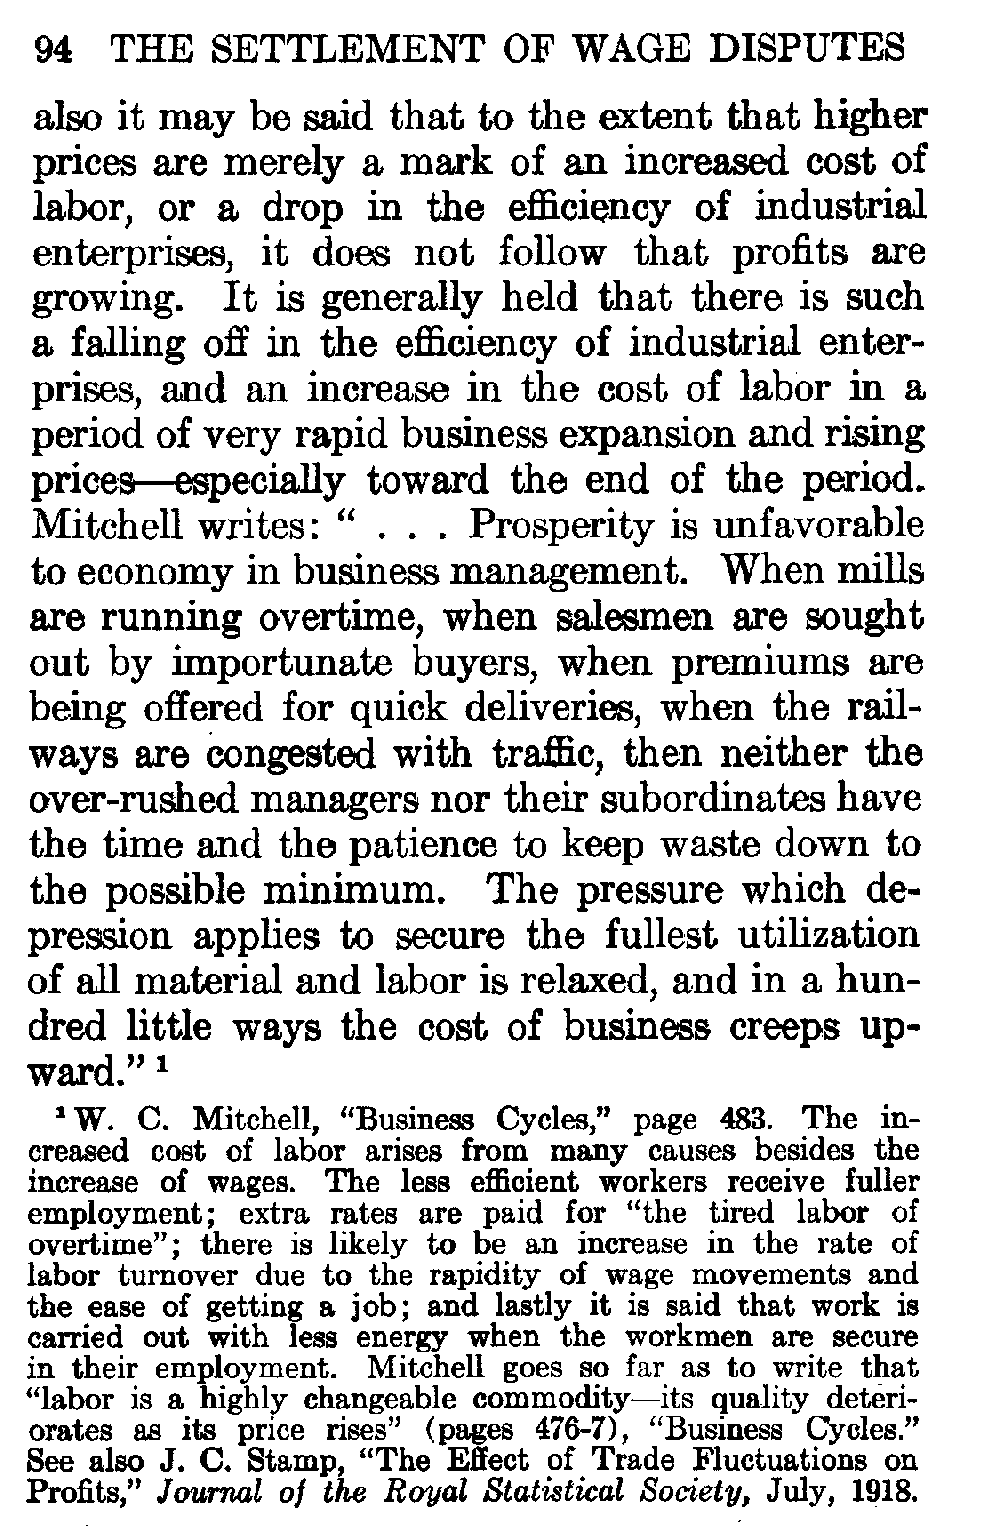 94 THE SETTLEMENT OF WAGE DISPUTES
also it may be said that to the extent that higher
prices are merely a mark of an increased cost of
labor, or a drop in the efficiency of industrial
enterprises, it does not follow that profits are
growing. It is generally held that there is such
a falling off in the efficiency of industrial enter-
prises, and an increase in the cost of labor in a
period of very rapid business expansion and rising
prices—especially toward the end of the period.
Mitchell writes: “ . . . Prosperity is unfavorable
to economy in business management. When mills
are running overtime, when salesmen are sought
out by importunate buyers, when premiums are
being offered for quick deliveries, when the rail-
ways are congested with traffic, then neither the
over-rushed managers nor their subordinates have
the time and the patience to keep waste down to
the possible minimum. The pressure which de-
pression applies to secure the fullest utilization
of all material and labor is relaxed, and in a hun-
dred little ways the cost of business creeps up-
ward.” ¹
¹ W. C. Mitchell, “Business Cycles,” page 483. The in-
creased cost of labor arises from many causes besides the
increase of wages. The less efficient workers receive fuller
employment; extra rates are paid for “the tired labor of
overtime”; there is likely to be an increase in the rate of
labor turnover due to the rapidity of wage movements and
the ease of getting a job; and lastly it is said that work is
carried out with less energy when the workmen are secure
in their employment. Mitchell goes so far as to write that
“labor is a highly changeable commodity—its quality deteri-
orates as its price rises” (pages 476-7), “Business Cycles.”
See also J. C. Stamp, “The Effect of Trade Fluctuations on
Profits,” Journal of the Royal Statistical Society, July, 1918.